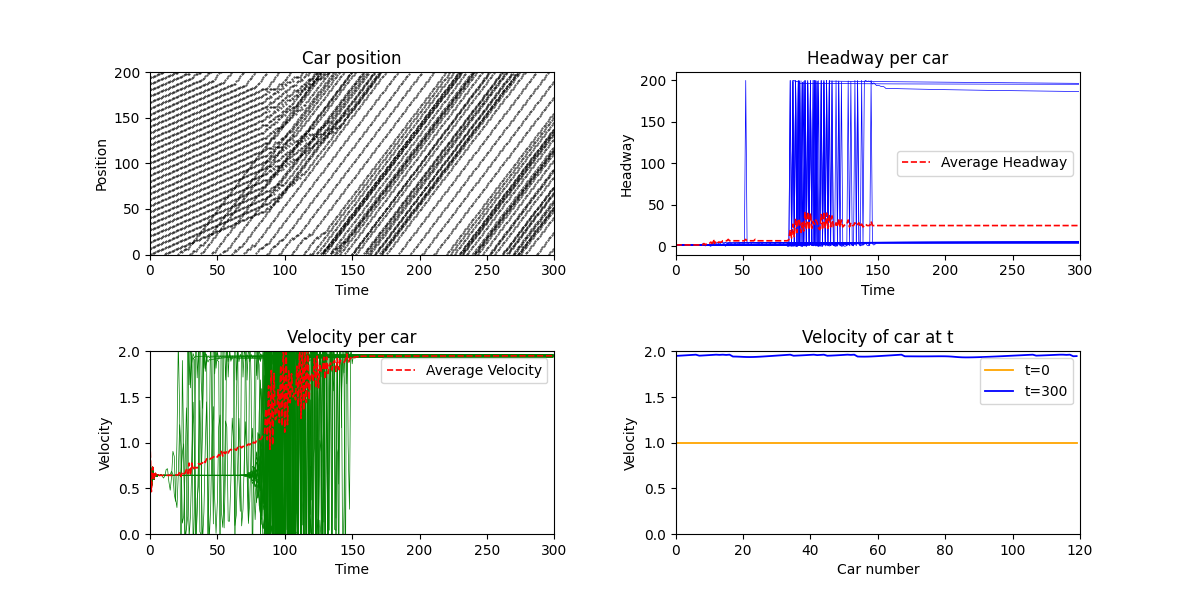 Car position
200
150
100
50
0
Position
0 50 100 150 200 250 300
Time
Headway per car
200
150
100
50
0
Headway
Average Headway
0 50 100 150 200 250 300
Time
Velocity per car
2.0
1.5
1.0
0.5
0.0
Velocity
Average Velocity
0 50 100 150 200 250 300
Time
Velocity of car at t
2.0
1.5
1.0
0.5
0.0
Velocity
t=0
t=300
0 20 40 60 80 100 120
Car number